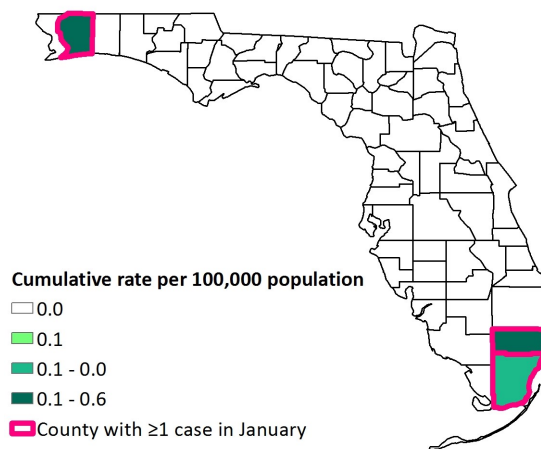 Cumulative rate per 100,000 population
0.0
0.1
0.1 - 0.0
0.1 - 0.6
County with ≥1 case in January